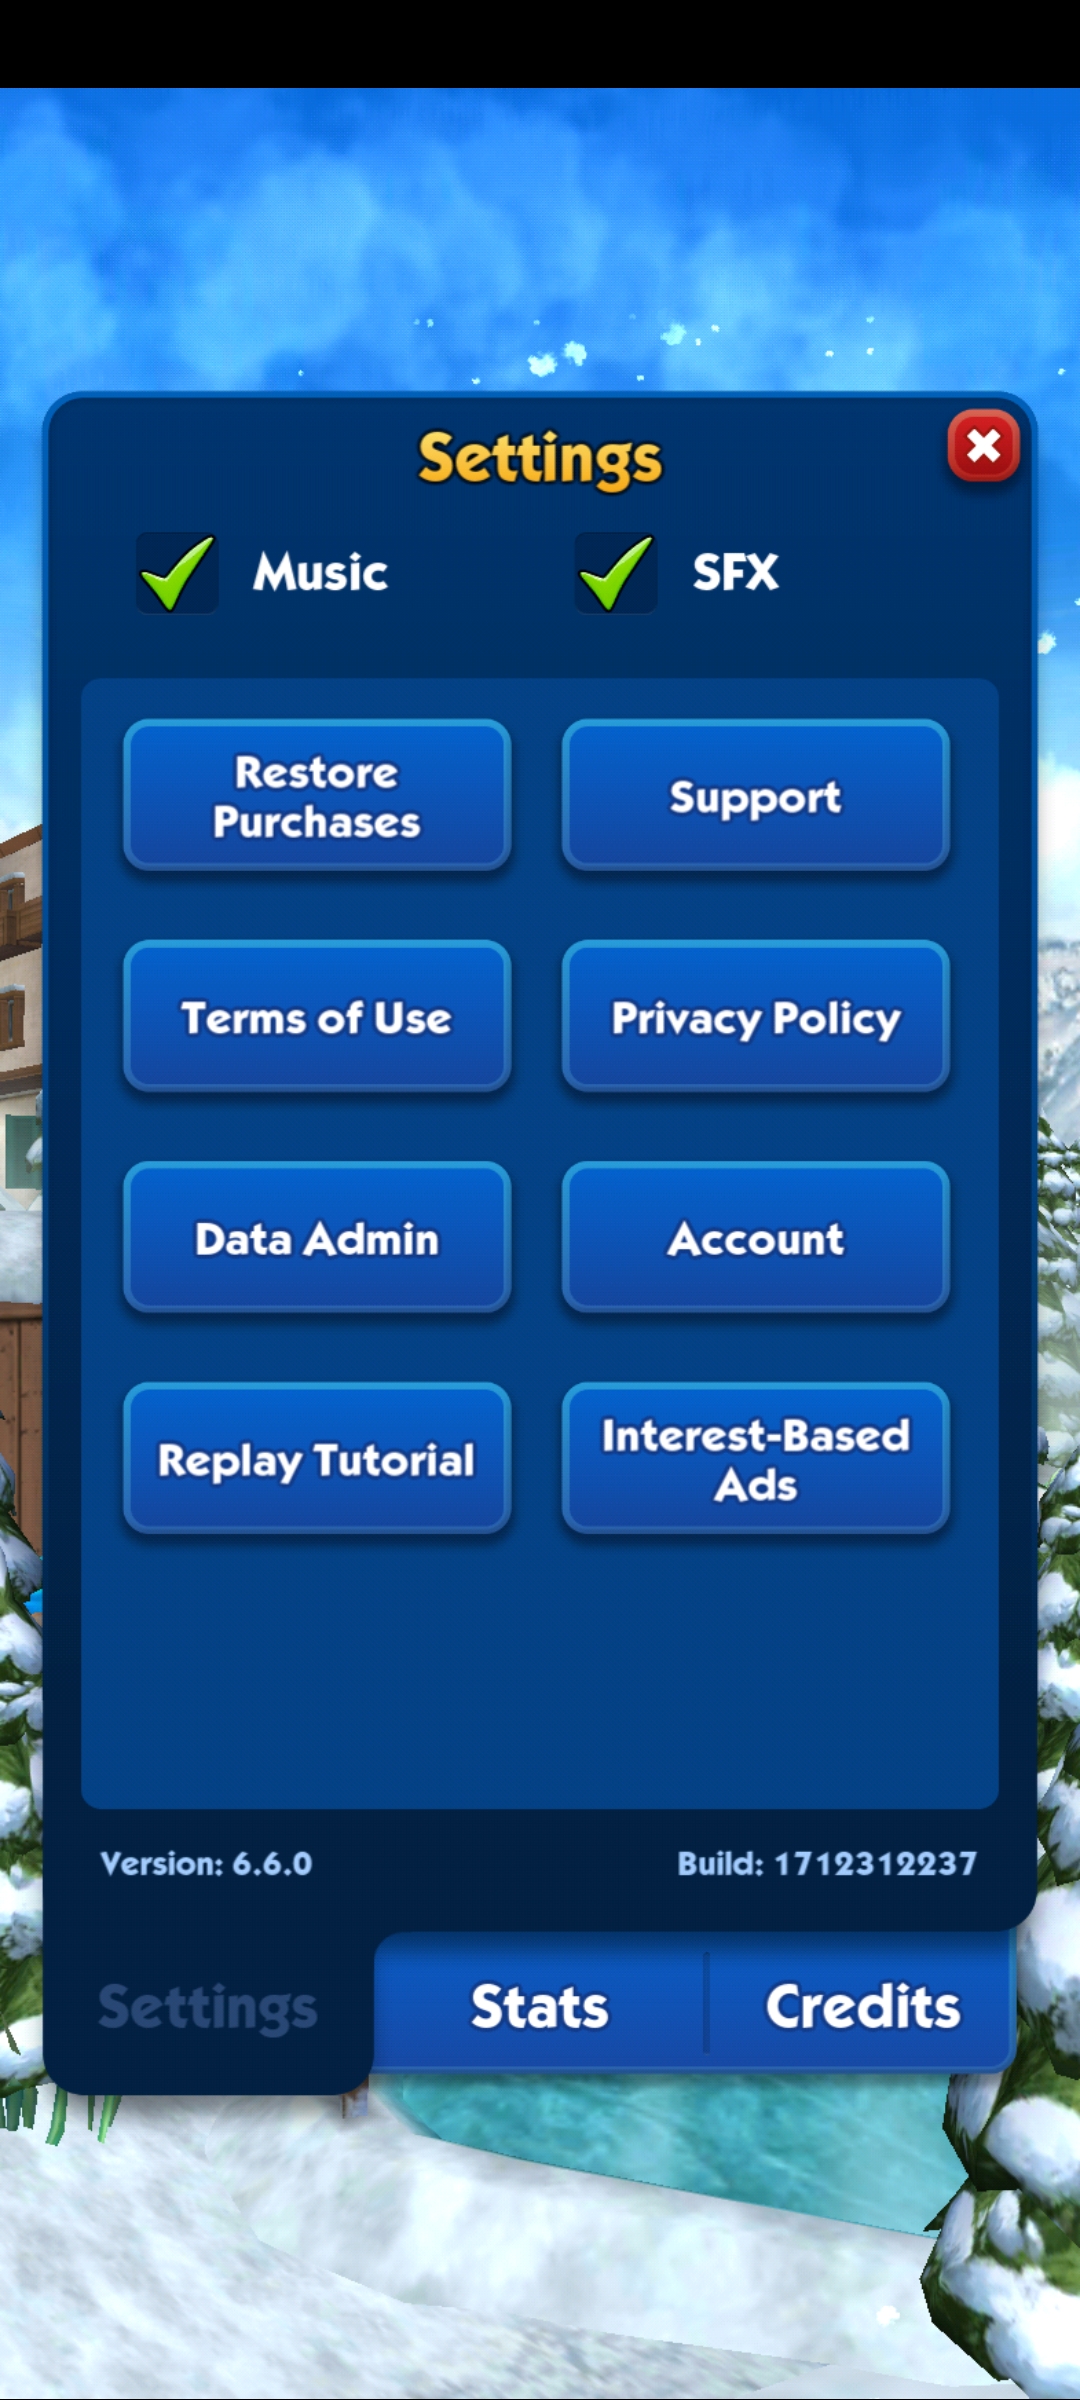 Settings
Music
SFX
Restore
Purchases
Support
Terms of Use
Privacy Policy
Data Admin
Account
Replay Tutorial
Interest-Based
Ads
Version: 6.6.0
Build: 1712312237
Settings
Stats
Credits